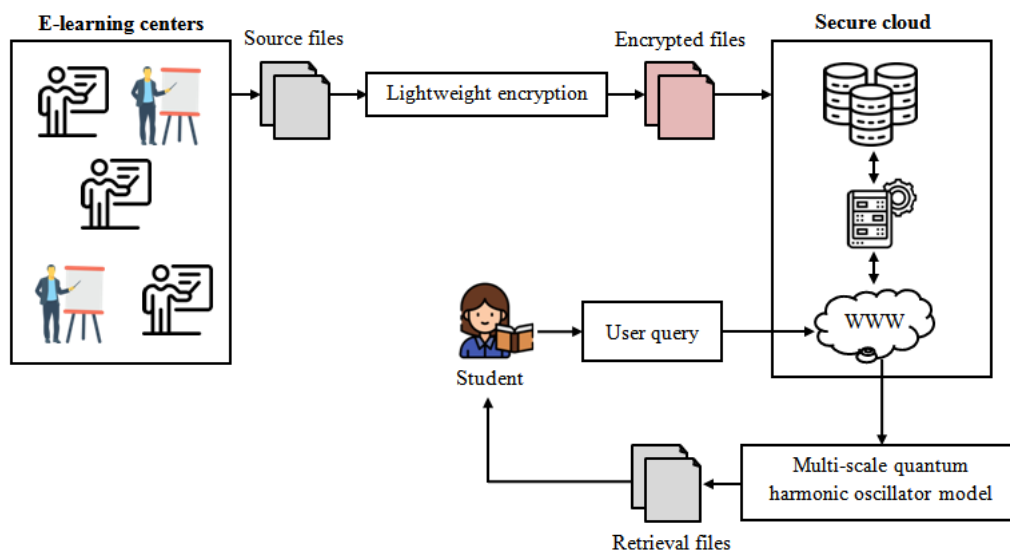 E-learning centers
Source files
Lightweight encryption
Encrypted files
Secure cloud
WWW
User query
Student
Multi-scale quantum
harmonic oscillator model
Retrieval files